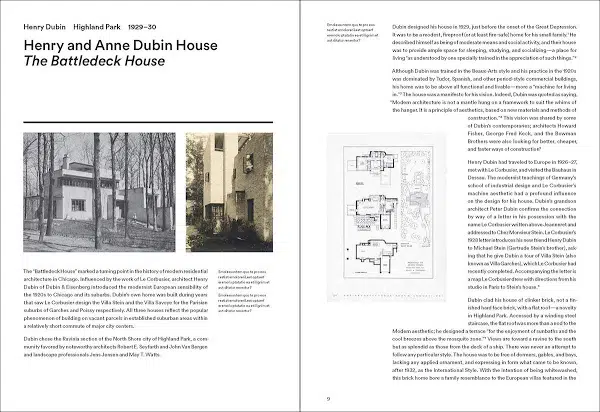 Henry Dubin Highland Park 1929–30
Henry and Anne Dubin House
The Battledeck House
The "Battledeck House" marked a turning point in the history of modern residential
architecture in Chicago. Influenced by the work of Le Corbusier, architect Henry
Dubin of Dubin & Eisenberg introduced the modernist European sensibility of
the 1920s to Chicago and its suburbs. Dubin's own home was built during years
that saw Le Corbusier design the Villa Stein and the Villa Savoye for the Parisian
suburbs of Garches and Poissy respectively. All three houses reflect the popular
phenomenon of building on vacant parcels in established suburban areas within
a relatively short commute of major city centers.
Dubin chose the Ravinia section of the North Shore city of Highland Park, a com-
munity favored by noteworthy architects Robert E. Seyfarth and John Van Bergen
and landscape professionals Jens Jensen and May T. Watts.
Dubin designed his house in 1929, just before the onset of the Great Depression.
It was to be a modest, fireproof (or at least fire-safe) home for his small family.
He
described himself as being of moderate means and social activity, and their house
was to provide ample space for sleeping, studying, and socializing—a place for
living "as understood by one specially trained in the appreciation of such things."
Although Dubin was trained in the Beaux-Arts style and his practice in the 1920s
was dominated by Tudor, Spanish, and other period-style commercial buildings,
his home was to be above all functional and livable—more a "machine for living
in." The house was a manifesto for his vision. Indeed, Dubin was quoted as saying,
"Modern architecture is not a mantle hung on a framework to suit the whims of
the hanger. It is a principle of aesthetics, based on new materials and methods of
construction." This vision was shared by some
of Dubin's contemporaries; architects Howard
Fisher, George Fred Keck, and the Bowman
Brothers were also looking for better, cheaper,
and faster ways of construction.
Henry Dubin had traveled to Europe in 1926–27,
met with Le Corbusier, and visited the Bauhaus in
Dessau. The modernist teachings of Germany's
school of industrial design and Le Corbusier's
machine aesthetic had a profound influence
on the design for his house. Dubin's grandson
architect Peter Dubin confirms the connection
by way of a letter in his possession with the
name Le Corbusier written above Jeanneret and
addressed to Cher Monsieur Stein. Le Corbusier's
1928 letter introduces his new friend Henry Dubin
to Michael Stein (Gertrude Stein's brother), ask-
ing that he give Dubin a tour of Villa Stein (also
known as Villa Garches), which Le Corbusier had
recently completed. Accompanying the letter is
a map Le Corbusier drew with directions from his
studio in Paris to Stein's house.
Dubin clad his house of clinker brick, not a fin-
ished hard face brick, with a flat roof—a novelty
in Highland Park. Accessed by a winding steel
staircase, the flat roof was more than a nod to the
Modern aesthetic; he designed a terrace "for the enjoyment of sunbaths and the
cool breezes above the mosquito zone." Views are toward a ravine to the south
but as splendid as those from the deck of a ship. There was never an attempt to
follow any particular style. The house was to be free of dormers, gables, and bays,
lacking any applied ornament, and expressing in form what came to be known,
after 1932, as the International Style. With the intention of being whitewashed,
this brick home bore a family resemblance to the European villas featured in the
9